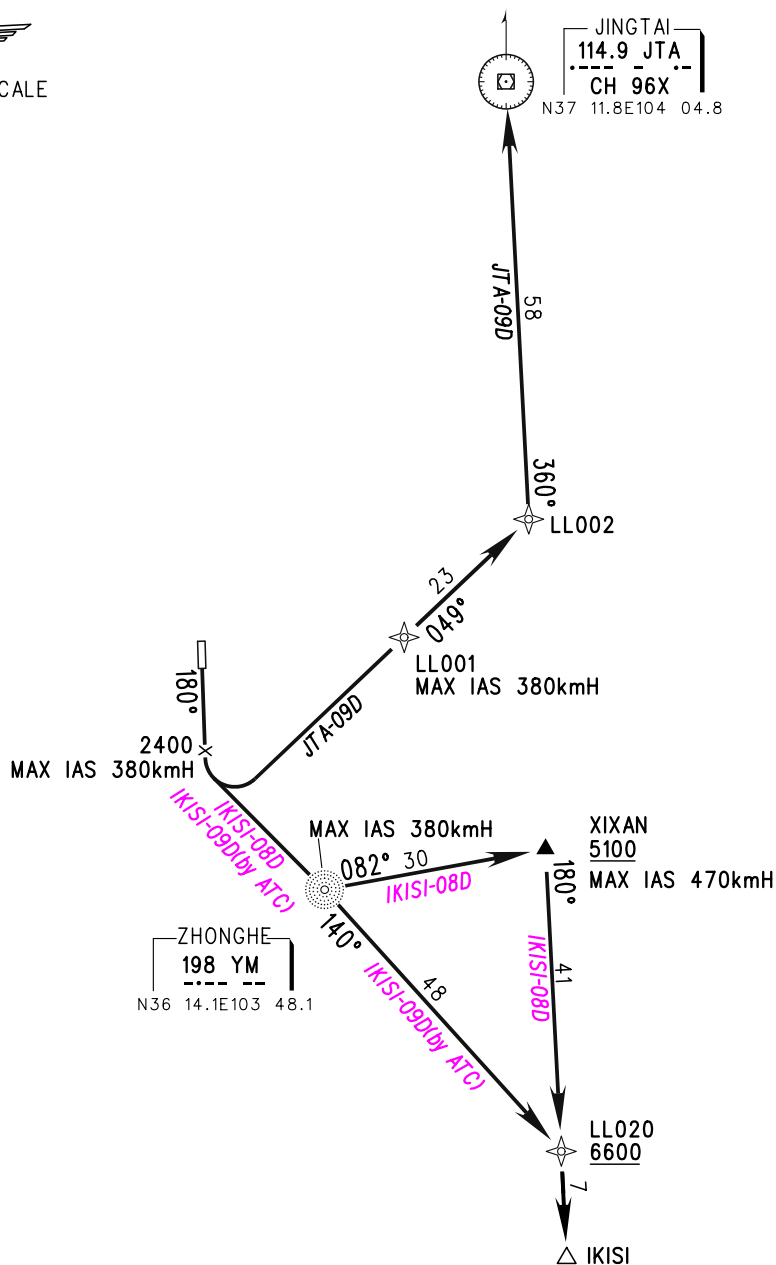 CALE
JINGTAI
114.9 JTA
CH 96X
N37 11.8E104 04.8
JTA-09D
58
360°
LL002
23
049°
LL001
MAX IAS 380kmH
JTA-09D
180°
2400
MAX IAS 380kmH
IKISI-08D
IKISI-09D(by ATC)
MAX IAS 380kmH
082° 30
IKISI-08D
XIXAN
5100
MAX IAS 470kmH
180°
41
IKISI-08D
140°
48
IKISI-09D(by ATC)
ZHONGHE
198 YM
N36 14.1E103 48.1
LL020
6600
7
IKISI